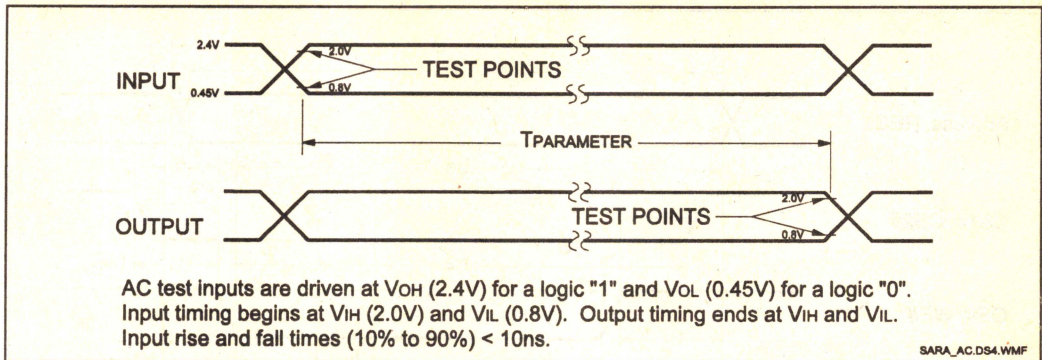 2.4V
2.0V
INPUT
TEST POINTS
0.45V
0.8V
TPARAMETER
2.0V
OUTPUT
TEST POINTS
0.8V
AC test inputs are driven at VOH (2.4V) for a logic "1" and VOL (0.45V) for a logic "0".
Input timing begins at VIH (2.0V) and VIL (0.8V). Output timing ends at VIH and VIL.
Input rise and fall times (10% to 90%) < 10ns.
SARA_AC.DS4.WMF